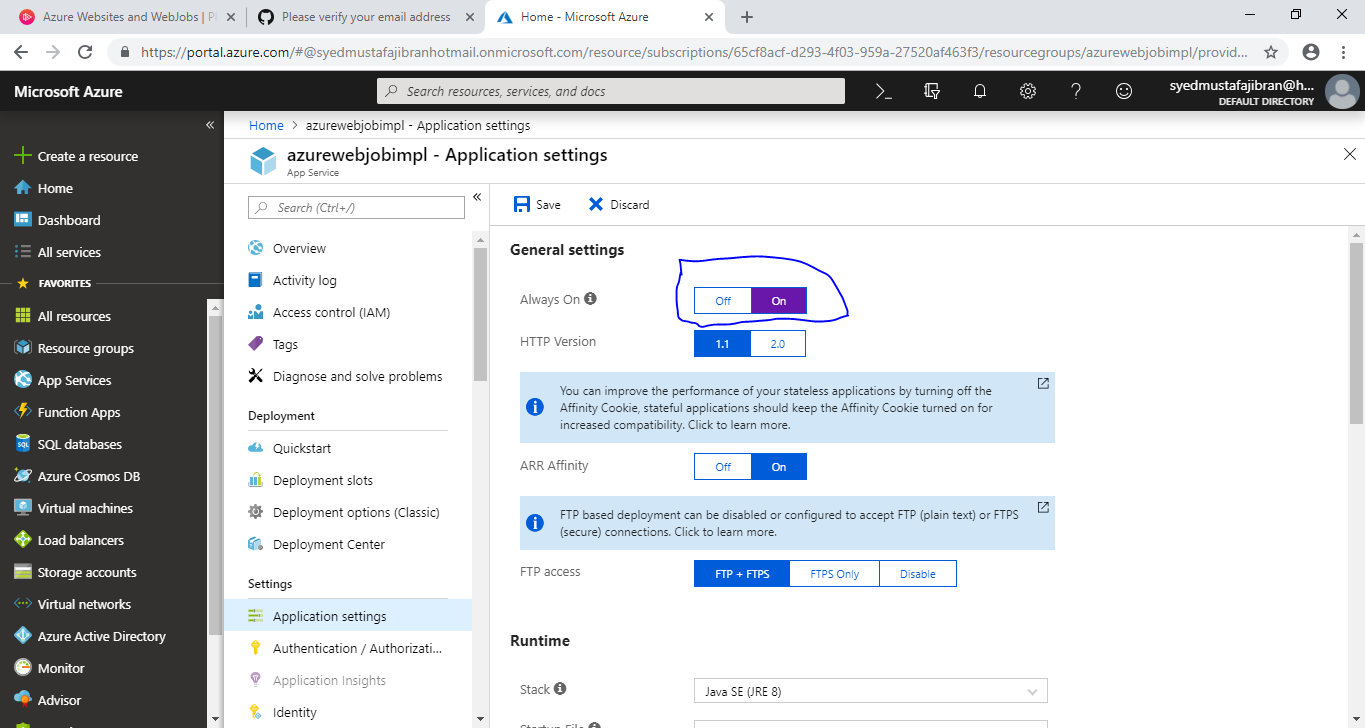 Azure Websites and WebJobs | Pl
Please verify your email address
Home - Microsoft Azure
https://portal.azure.com/#@syedmustafajibranhotmail.onmicrosoft.com/resource/subscriptions/65cf8acf-d293-4f03-959a-27520af463f3/resourcegroups/azurewebjobimpl/provid...
Microsoft Azure
Search resources, services, and docs
syedmustafajibran@h...
DEFAULT DIRECTORY
Create a resource
Home
Dashboard
All services
FAVORITES
All resources
Resource groups
App Services
Function Apps
SQL databases
Azure Cosmos DB
Virtual machines
Load balancers
Storage accounts
Virtual networks
Azure Active Directory
Monitor
Advisor
Home > azurewebjobimpl - Application settings
azurewebjobimpl - Application settings
App Service
Search (Ctrl+/)
Overview
Activity log
Access control (IAM)
Tags
Diagnose and solve problems
Deployment
Quickstart
Deployment slots
Deployment options (Classic)
Deployment Center
Settings
Application settings
Authentication / Authorizati...
Application Insights
Identity
Save Discard
General settings
Always On Off On
HTTP Version 1.1 2.0
You can improve the performance of your stateless applications by turning off the
Affinity Cookie, stateful applications should keep the Affinity Cookie turned on for
increased compatibility. Click to learn more.
ARR Affinity Off On
FTP based deployment can be disabled or configured to accept FTP (plain text) or FTPS
(secure) connections. Click to learn more.
FTP access FTP + FTPS FTPS Only Disable
Runtime
Stack Java SE (JRE 8)
Startup File